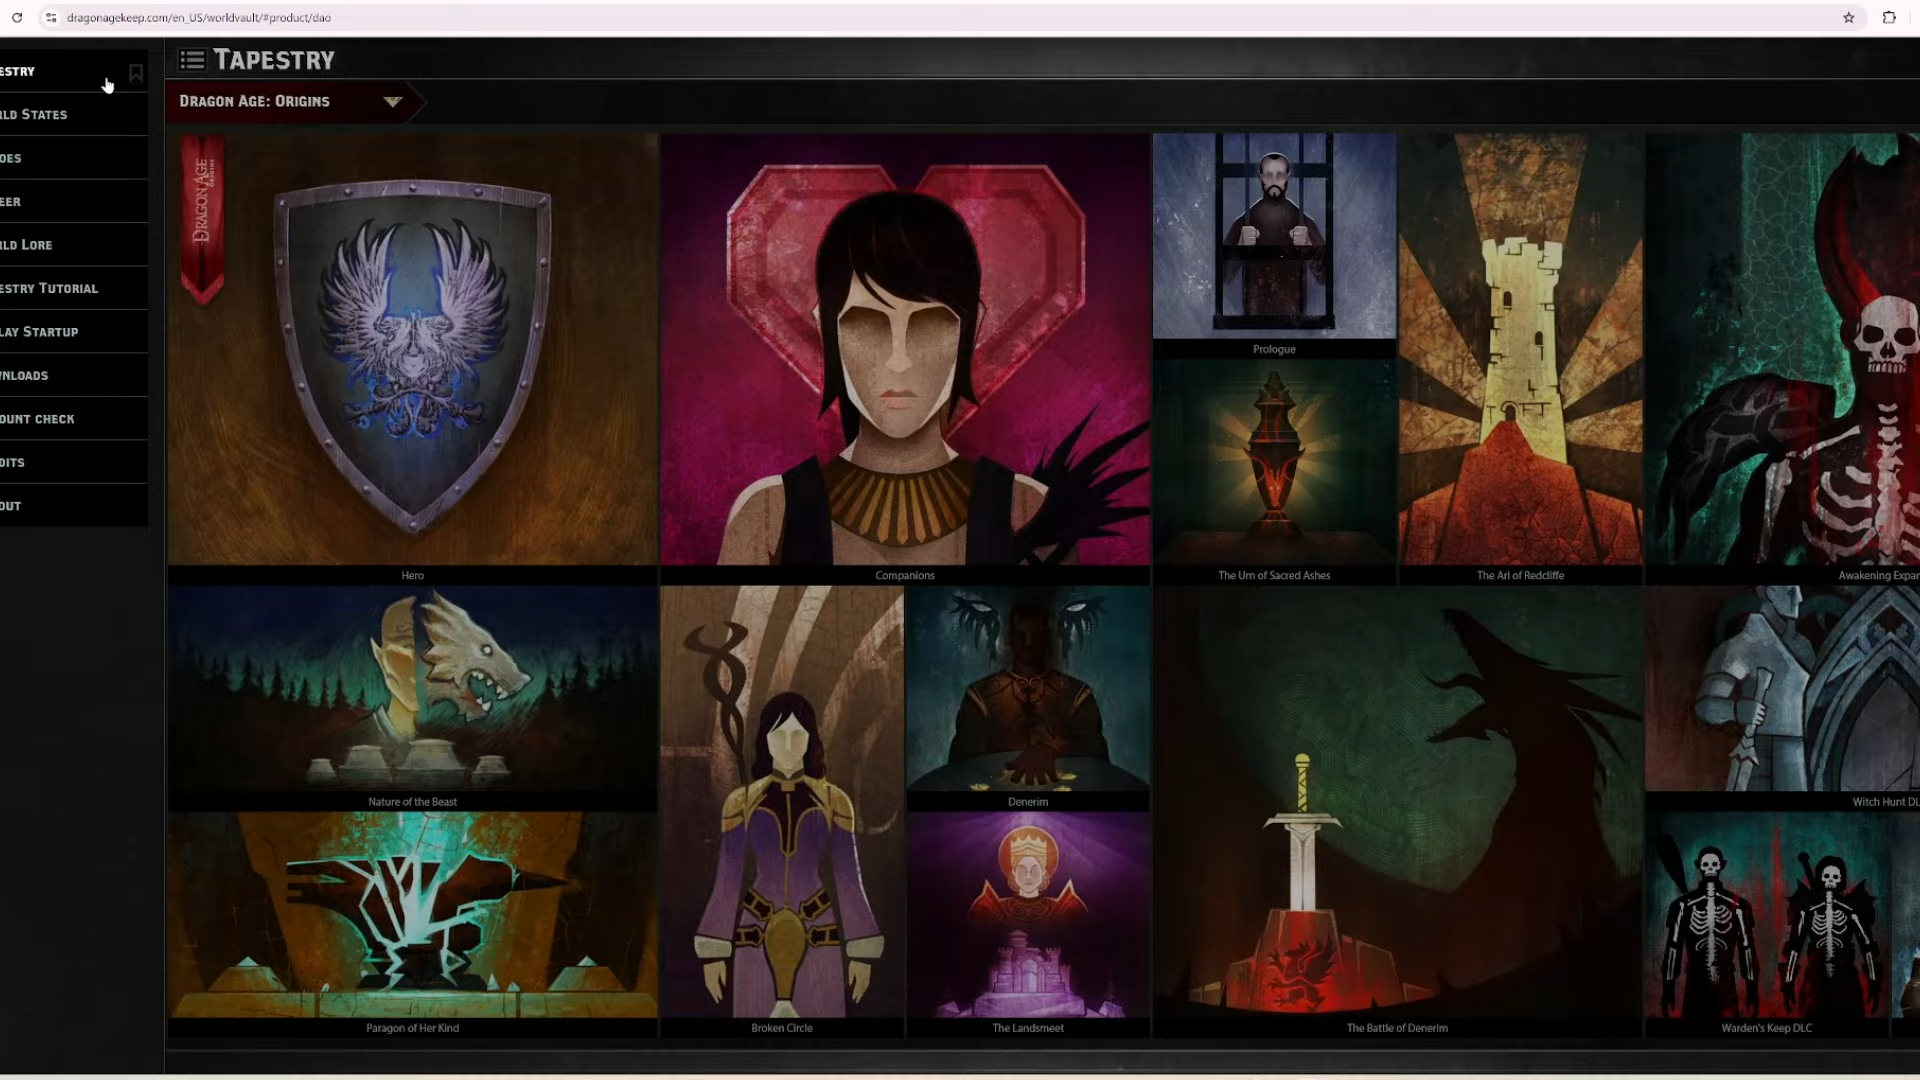 dragonagekeep.com/en_US/worldvault/#product/dao
ESTRY
LD STATES
OES
EER
LD LORE
ESTRY TUTORIAL
LAY STARTUP
NLOADS
OUNT CHECK
DITS
OUT
TAPESTRY
DRAGON AGE: ORIGINS
DRAGON AGE
ORIGINS
Hero
Companions
Prologue
The Urn of Sacred Ashes
The Arl of Redcliffe
Awakening Expan
Nature of the Beast
Broken Circle
Denerim
The Landsmeet
The Battle of Denerim
Witch Hunt DL
Paragon of Her Kind
Warden's Keep DLC